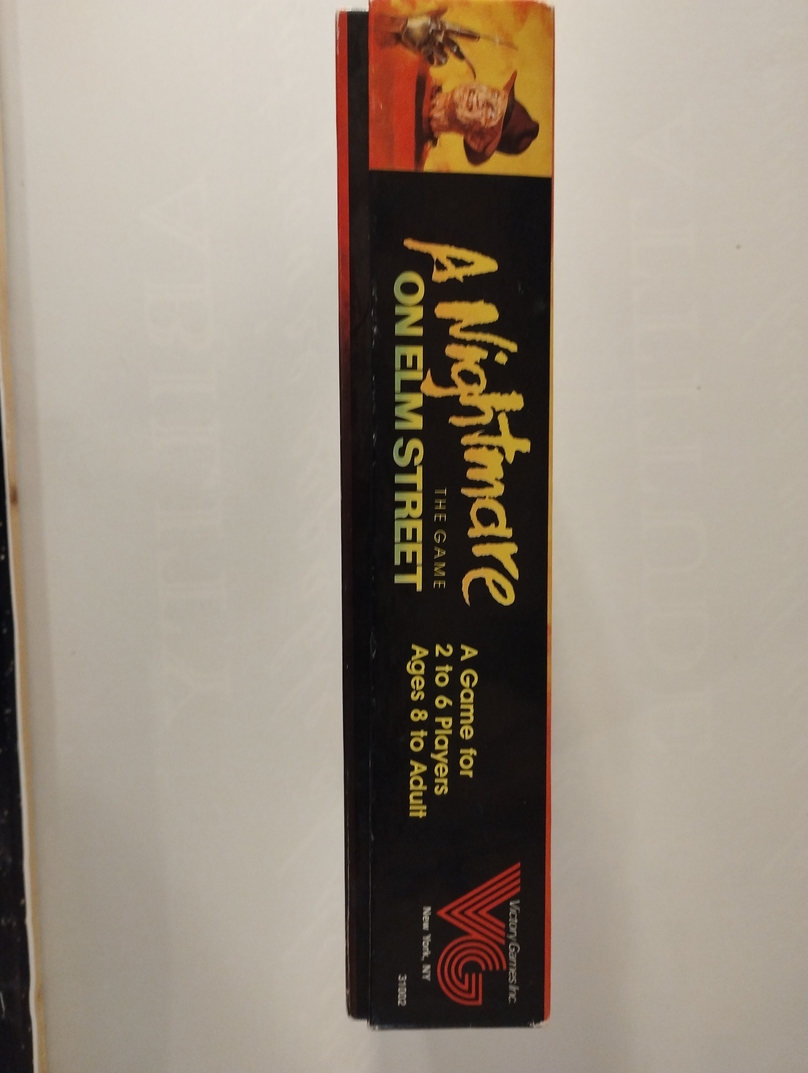 A Nightmare
THE GAME
ON ELM STREET
A Game for
2 to 6 Players
Ages 8 to Adult
Victory Games Inc.
VG
New York, NY
31002